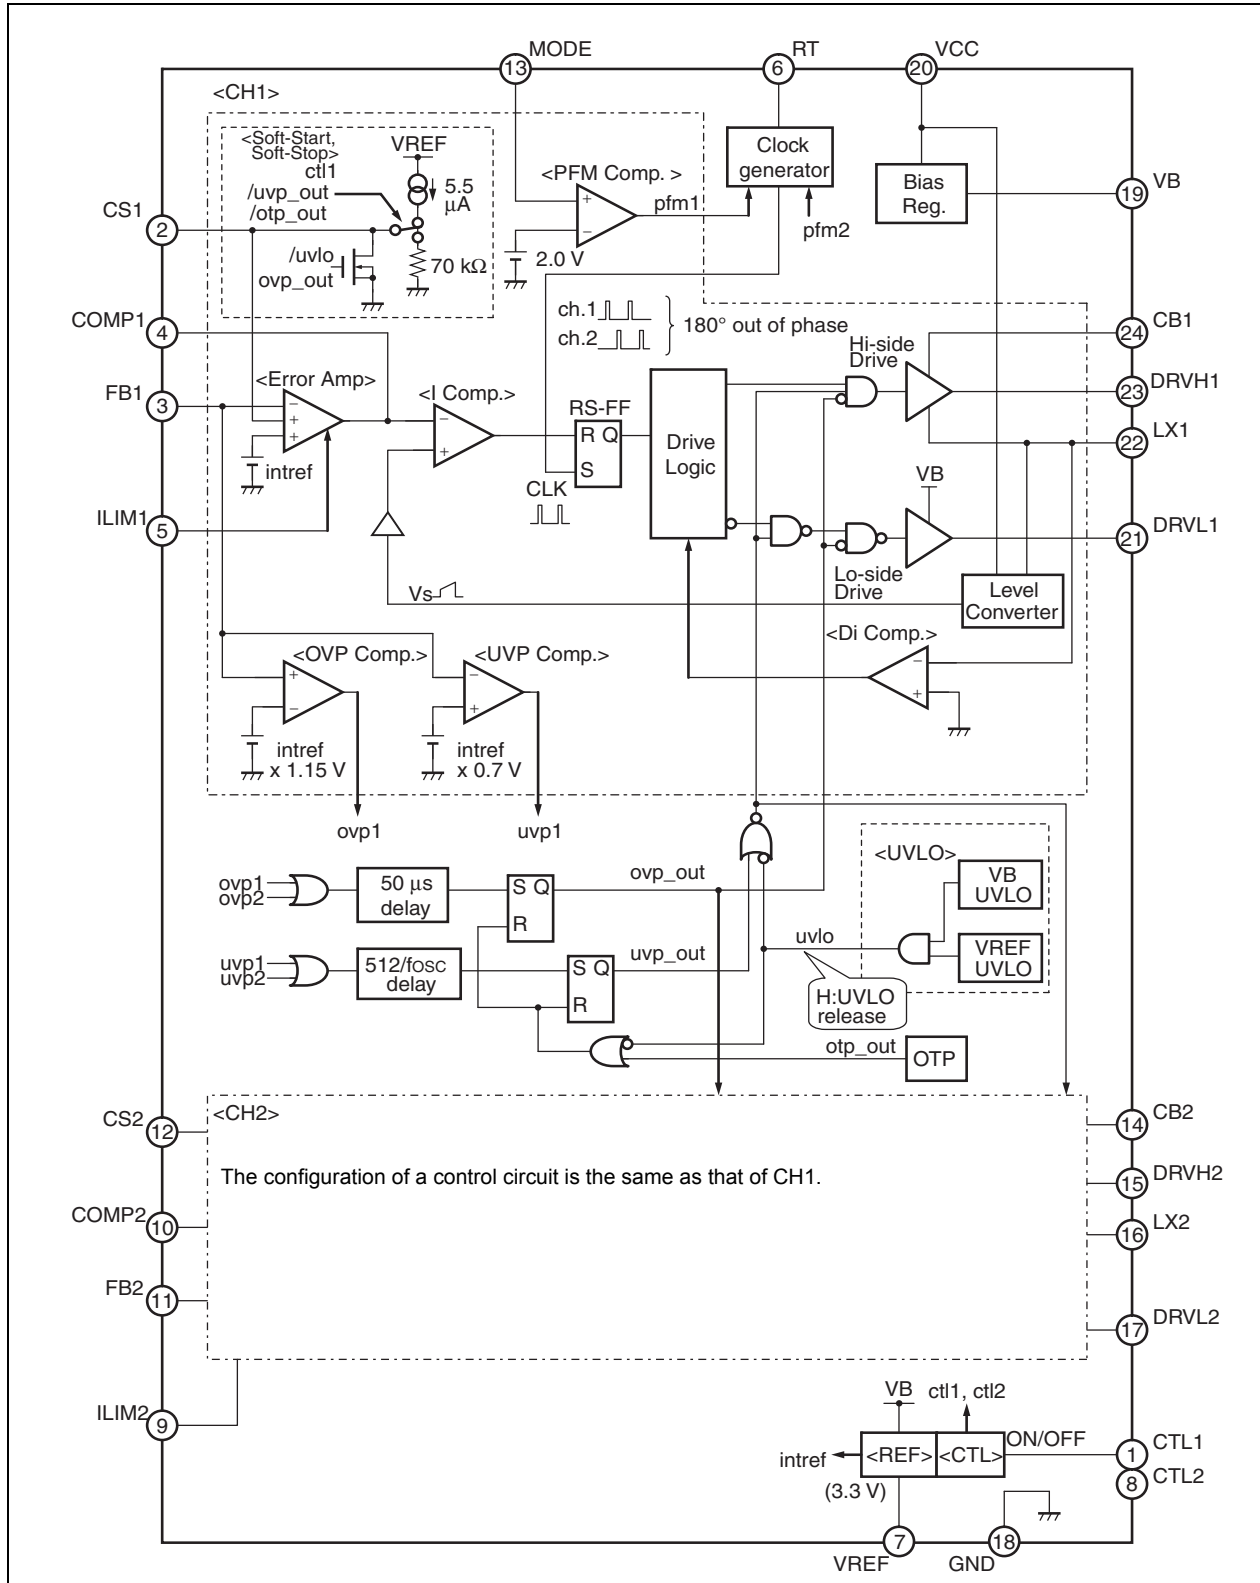 MODE
RT
VCC
13
6
20
<CH1>
<Soft-Start,
Soft-Stop>
ctl1
/uvp_out
/otp_out
VREF
5.5
μA
70 kΩ
/uvlo
ovp_out
CS1
2
<PFM Comp. >
+
−
2.0 V
pfm1
Clock
generator
pfm2
Bias
Reg.
VB
19
COMP1
4
ch.1
ch.2
180° out of phase
Hi-side
Drive
CB1
24
FB1
3
<Error Amp>
−
+
+
intref
<I Comp.>
−
+
RS-FF
R Q
S
CLK
Drive
Logic
DRVH1
23
LX1
22
VB
ILIM1
5
DRVL1
21
Lo-side
Drive
Vs
Level
Converter
<Di Comp.>
−
+
<OVP Comp.>
+
−
intref
x 1.15 V
<UVP Comp.>
−
+
intref
x 0.7 V
ovp1
uvp1
ovp1
ovp2
50 μs
delay
S Q
R
ovp_out
<UVLO>
VB
UVLO
VREF
UVLO
uvlo
H:UVLO
release
uvp1
uvp2
512/fOSC
delay
S Q
R
uvp_out
otp_out
OTP
CS2
12
<CH2>
The configuration of a control circuit is the same as that of CH1.
CB2
14
DRVH2
15
COMP2
10
LX2
16
FB2
11
DRVL2
17
ILIM2
9
VB
ctl1, ctl2
intref
<REF>
<CTL>
ON/OFF
(3.3 V)
CTL1
1
CTL2
8
7
VREF
GND
18